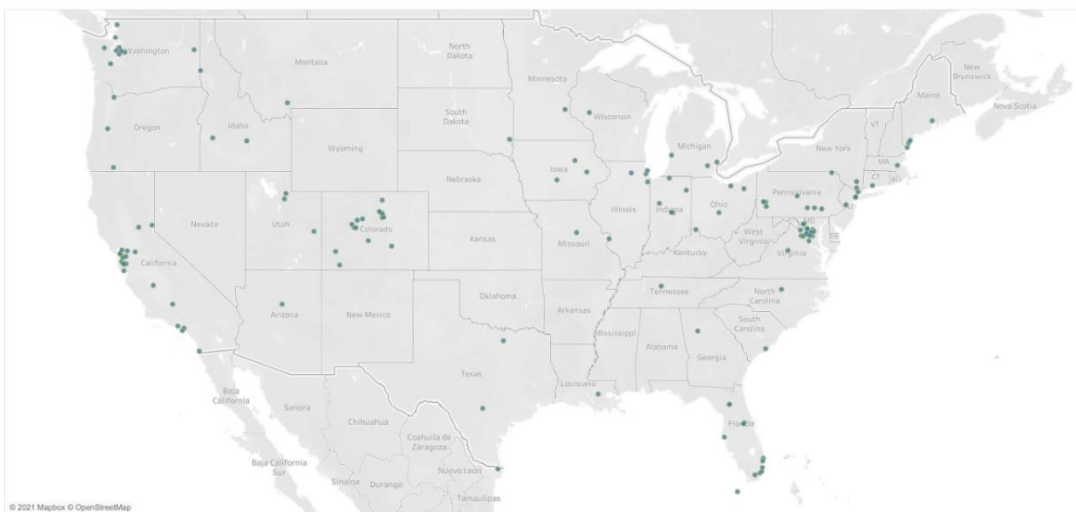 Washington
Montana
North
Dakota
Minnesota
New
Brunswick
Maine
Nova Scotia
Oregon
Idaho
South
Dakota
Wisconsin
VT
Michigan
New York
Wyoming
MA
Iowa
CT
Nebraska
Pennsylvania
Illinois
Indiana
Ohio
Nevada
Utah
Colorado
MD
DE
Kansas
Missouri
West
Virginia
Virginia
Kentucky
California
Oklahoma
Tennessee
North
Carolina
Arizona
New Mexico
Arkansas
South
Carolina
Mississippi
Alabama
Georgia
Texas
Louisiana
Baja
California
Sonora
Chihuahua
Florida
Coahuila de
Zaragoza
Baja California
Sur
Nuevo León
Sinaloa
Durango
Tamaulipas
© 2021 Mapbox © OpenStreetMap